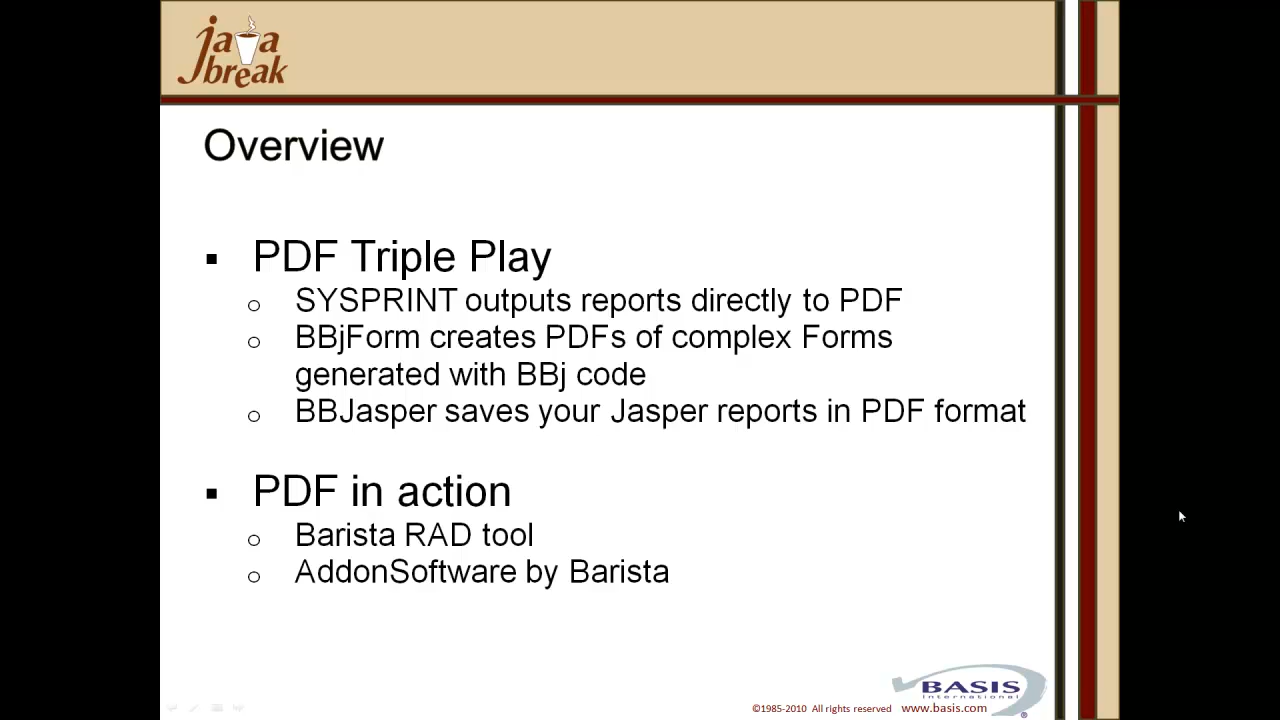 java
break
Overview
PDF Triple Play
SYSPRINT outputs reports directly to PDF
BBjForm creates PDFs of complex Forms
generated with BBj code
BBJasper saves your Jasper reports in PDF format
PDF in action
Barista RAD tool
AddonSoftware by Barista
BASIS
International
®
©1985-2010 All rights reserved www.basis.com